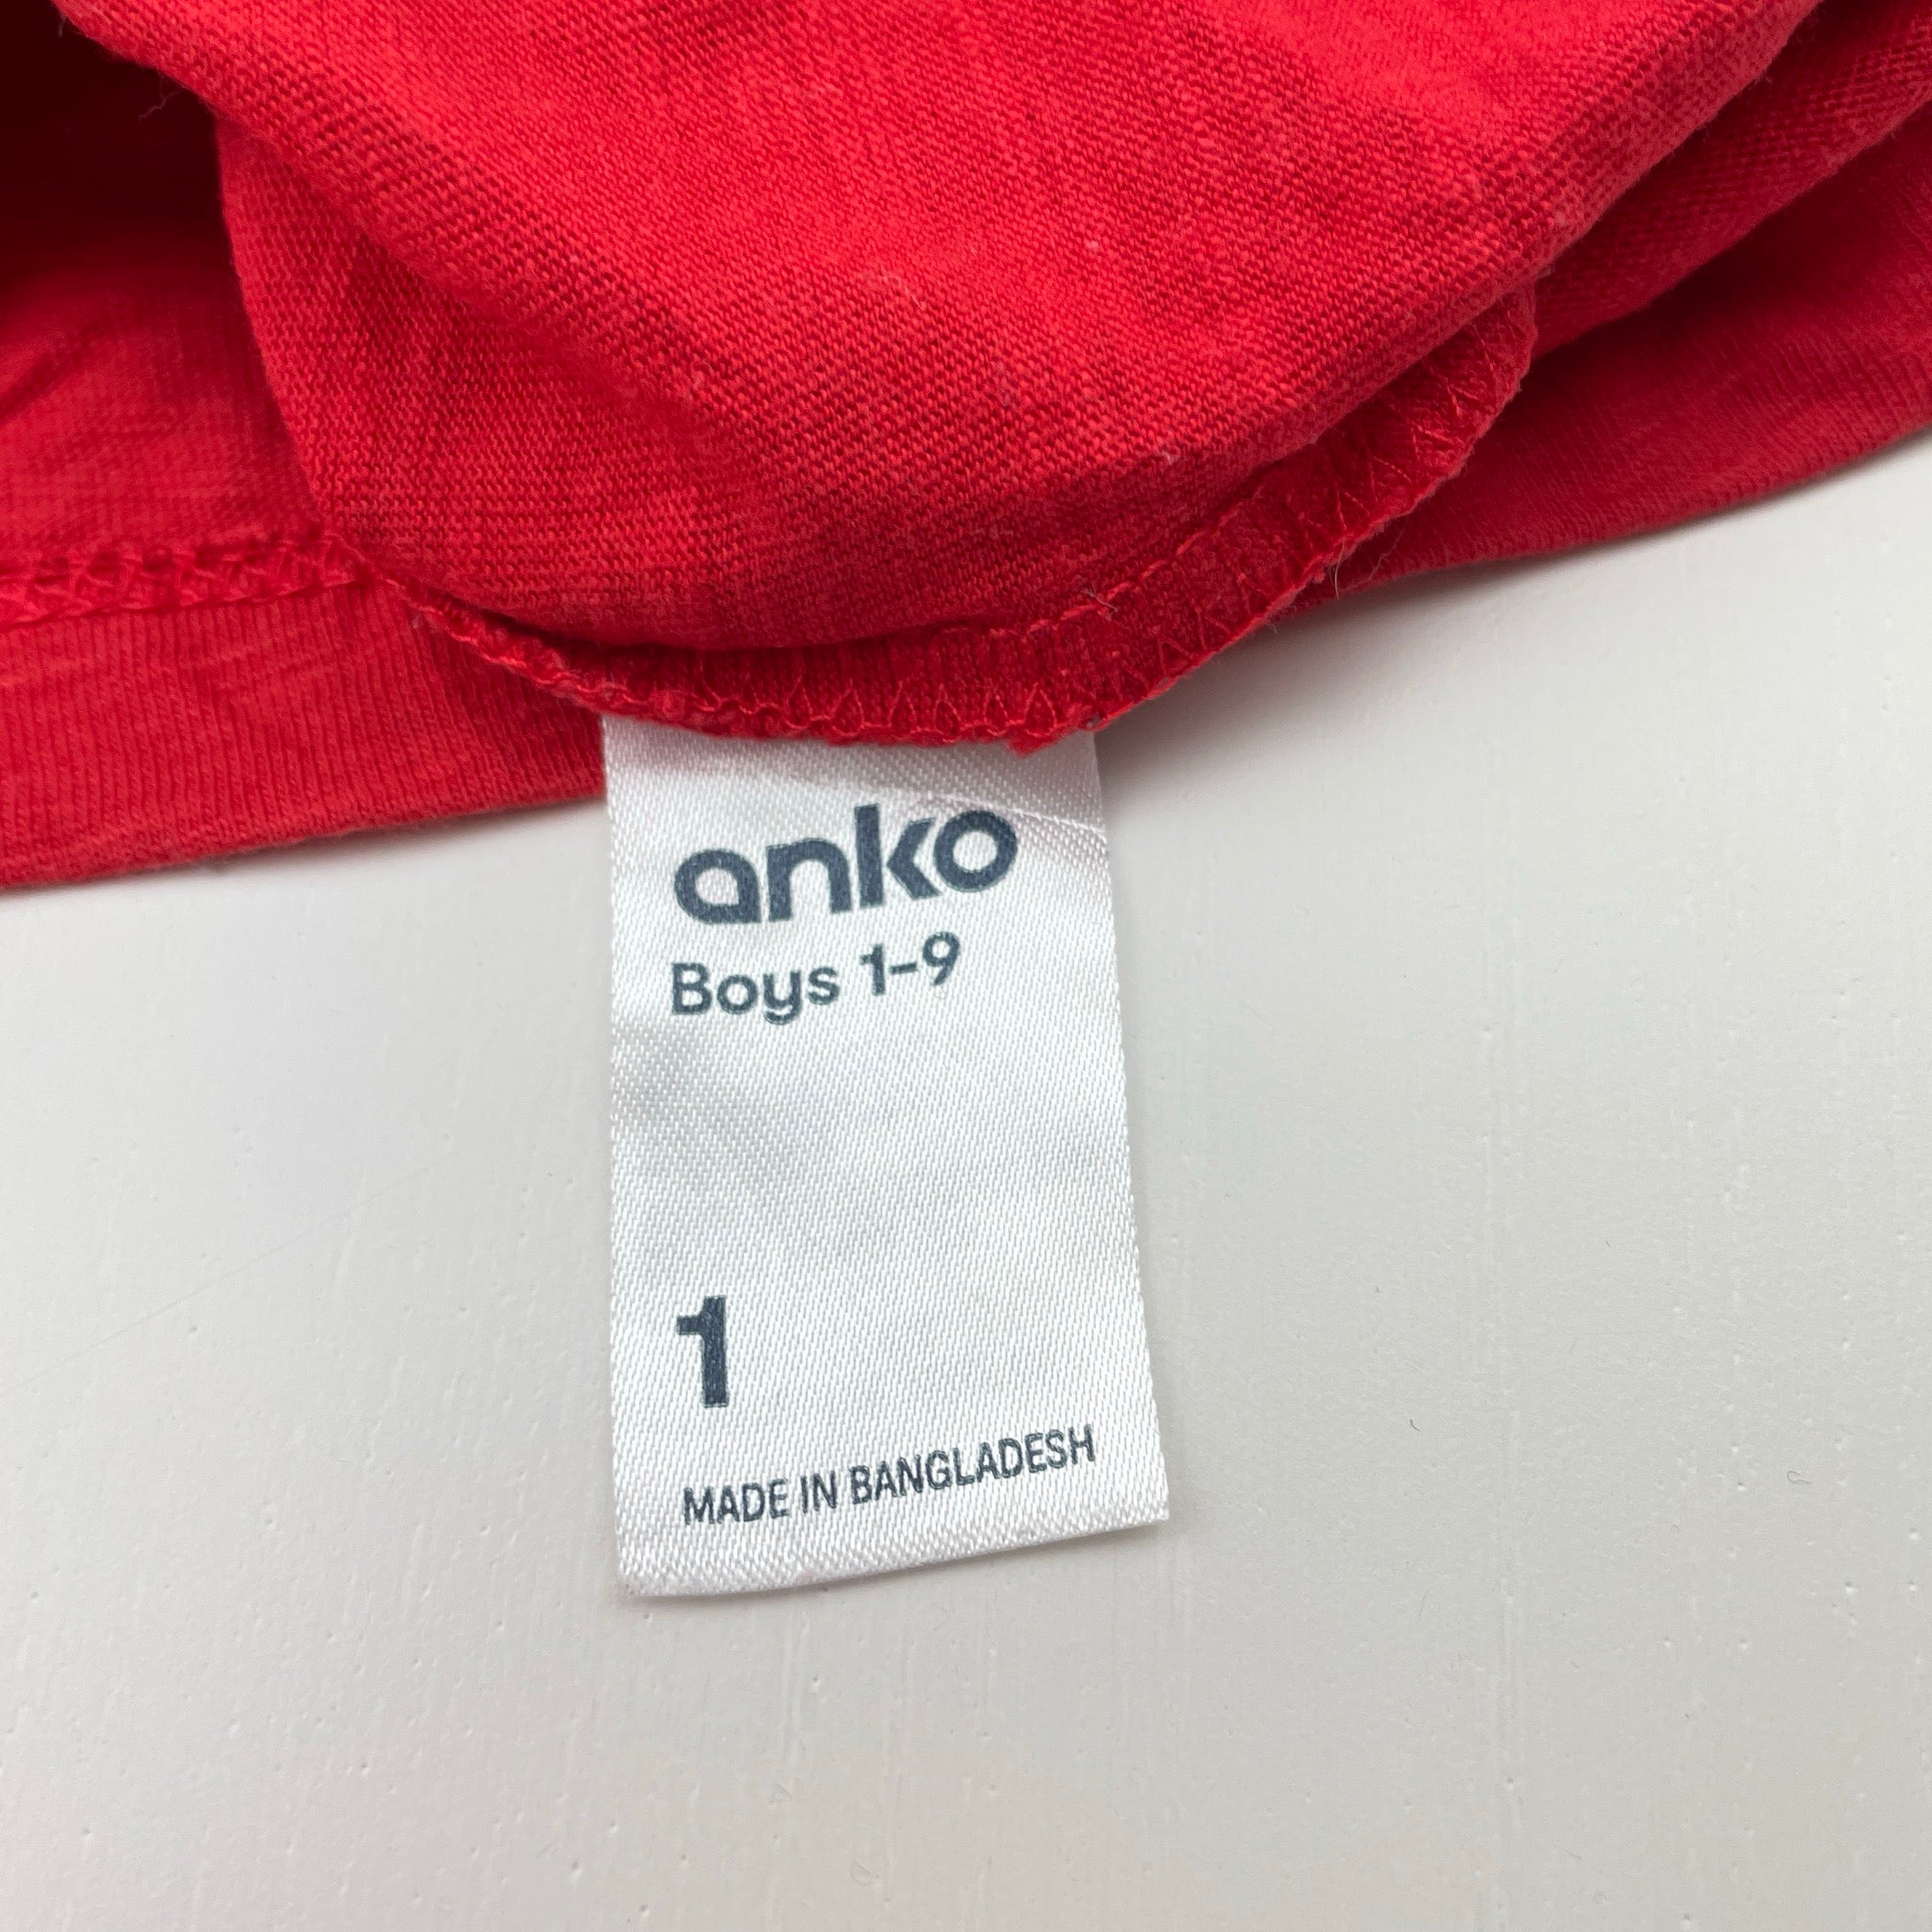 anko
Boys 1-9
1
MADE IN BANGLADESH